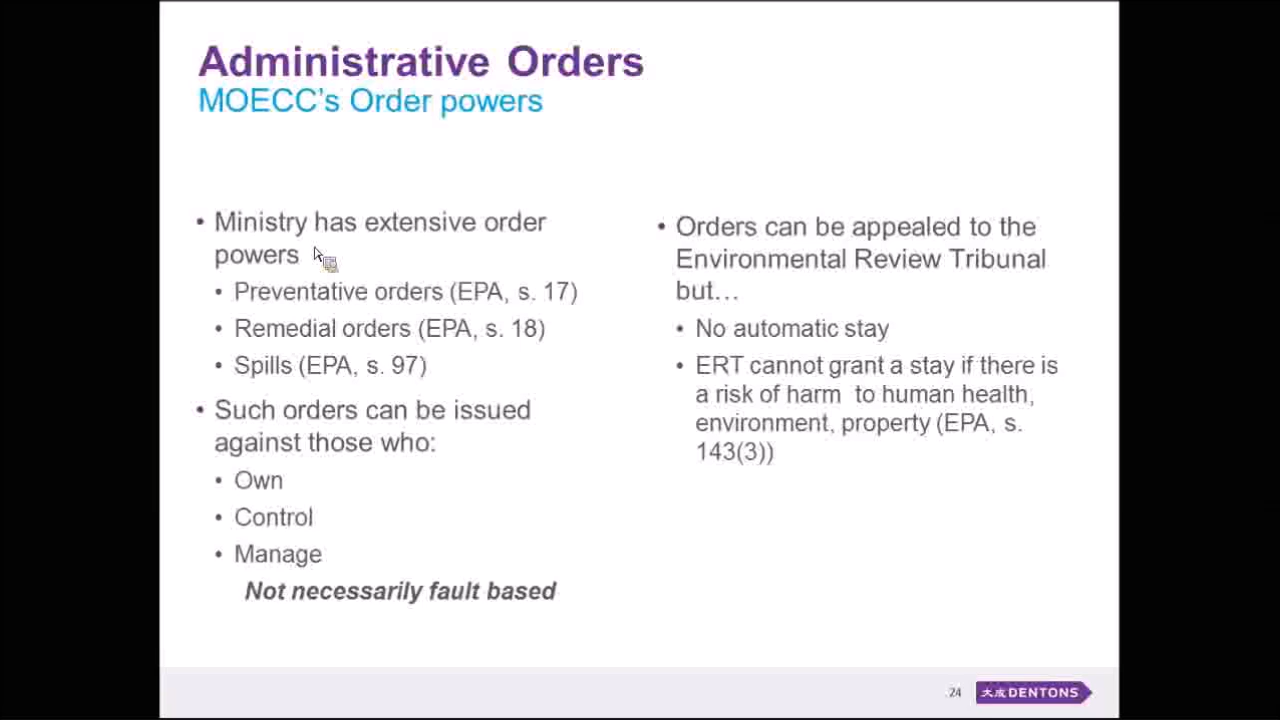 Administrative Orders
MOECC's Order powers
• Ministry has extensive order
powers
• Preventative orders (EPA, s. 17)
• Remedial orders (EPA, s. 18)
• Spills (EPA, s. 97)
• Such orders can be issued
against those who:
• Own
• Control
• Manage
Not necessarily fault based
• Orders can be appealed to the
Environmental Review Tribunal
but…
• No automatic stay
• ERT cannot grant a stay if there is
a risk of harm  to human health,
environment, property (EPA, s.
143(3))
24
大成 DENTONS